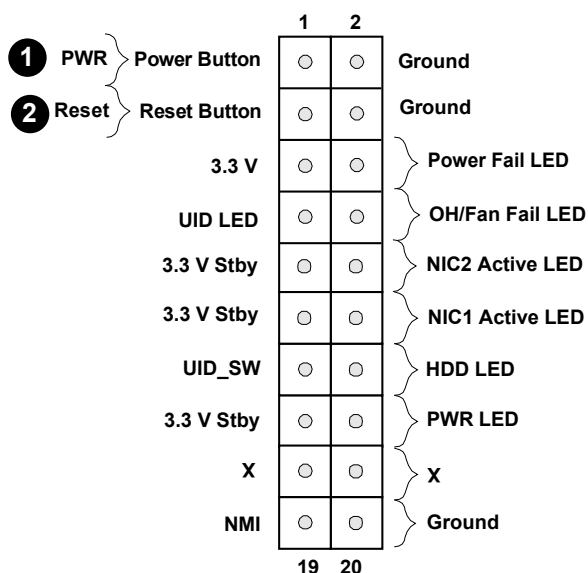 1 2
1 PWR Power Button Ground
2 Reset Reset Button Ground
3.3 V Power Fail LED
UID LED OH/Fan Fail LED
3.3 V Stby NIC2 Active LED
3.3 V Stby NIC1 Active LED
UID_SW HDD LED
3.3 V Stby PWR LED
X X
NMI Ground
19 20